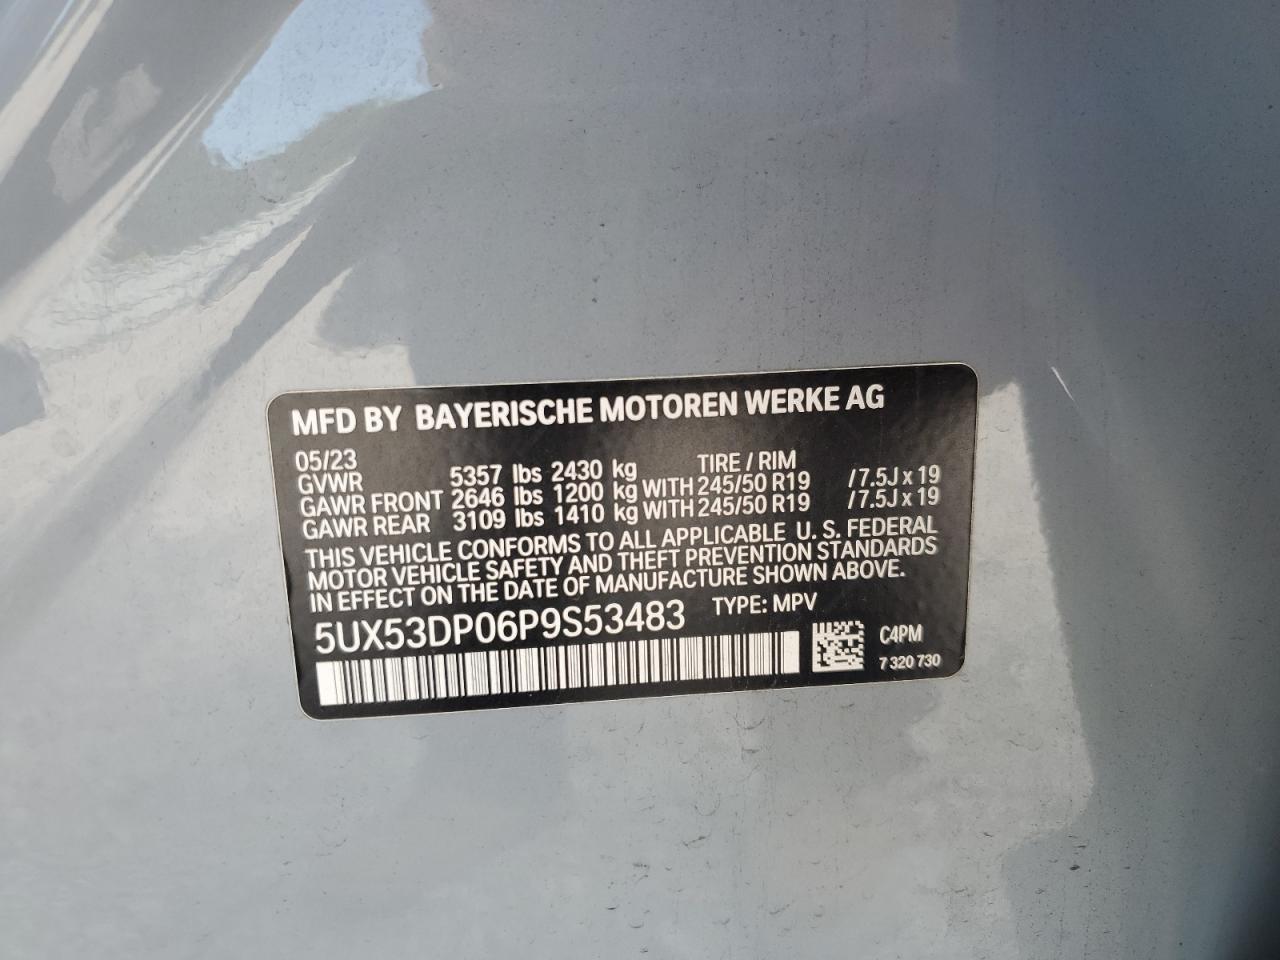 MFD BY BAYERISCHE MOTOREN WERKE AG
05/23 TIRE / RIM
GVWR 5357 lbs 2430 kg
GAWR FRONT 2646 lbs 1200 kg WITH 245/50 R19 / 7.5J x 19
GAWR REAR 3109 lbs 1410 kg WITH 245/50 R19 / 7.5J x 19
THIS VEHICLE CONFORMS TO ALL APPLICABLE U. S. FEDERAL
MOTOR VEHICLE SAFETY AND THEFT PREVENTION STANDARDS
IN EFFECT ON THE DATE OF MANUFACTURE SHOWN ABOVE.
5UX53DP06P9S53483 TYPE: MPV
C4PM
7 320 730